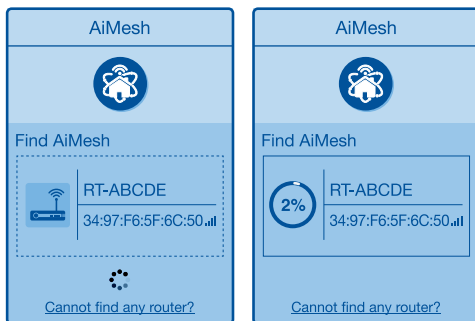 AiMesh
Find AiMesh
RT-ABCDE
34:97:F6:5F:6C:50
Cannot find any router?
AiMesh
Find AiMesh
2%
RT-ABCDE
34:97:F6:5F:6C:50
Cannot find any router?